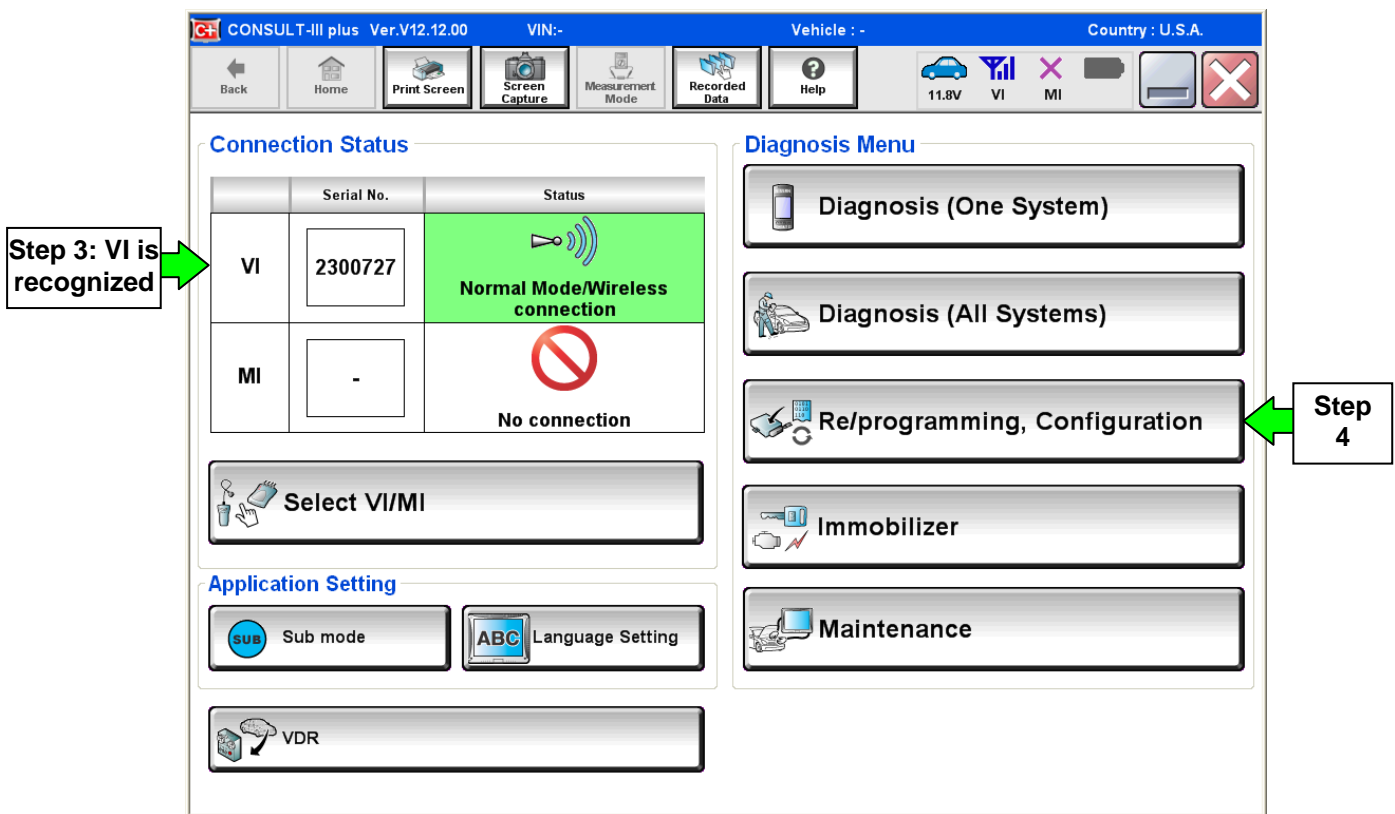 C+ CONSULT-III plus Ver.V12.12.00 VIN:- Vehicle : - Country : U.S.A.
Back
Home
Print Screen
Screen
Capture
Measurement
Mode
Recorded
Data
Help
11.8V
VI
MI
Connection Status
Serial No. Status
Step 3: VI is
recognized
VI
2300727
Normal Mode/Wireless
connection
MI
-
No connection
Select VI/MI
Application Setting
SUB Sub mode
ABC Language Setting
VDR
Diagnosis Menu
Diagnosis (One System)
Diagnosis (All Systems)
Re/programming, Configuration
Step
4
Immobilizer
Maintenance